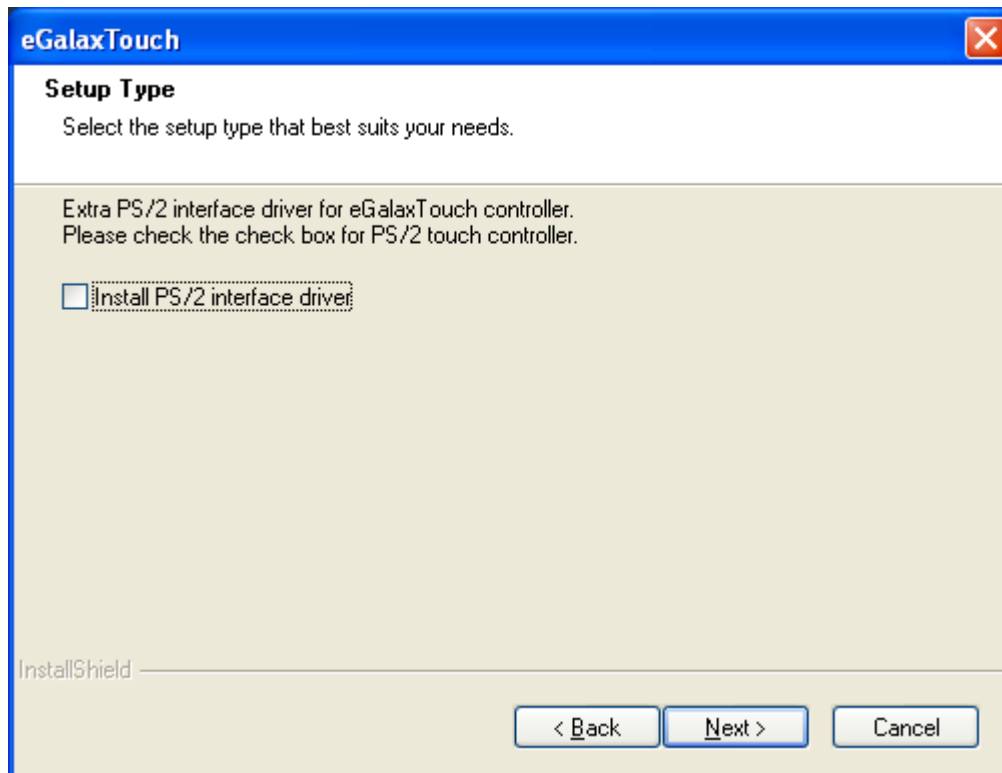 eGalaxTouch
Setup Type
Select the setup type that best suits your needs.
Extra PS/2 interface driver for eGalaxTouch controller.
Please check the check box for PS/2 touch controller.
Install PS/2 interface driver
InstallShield
< Back Next > Cancel